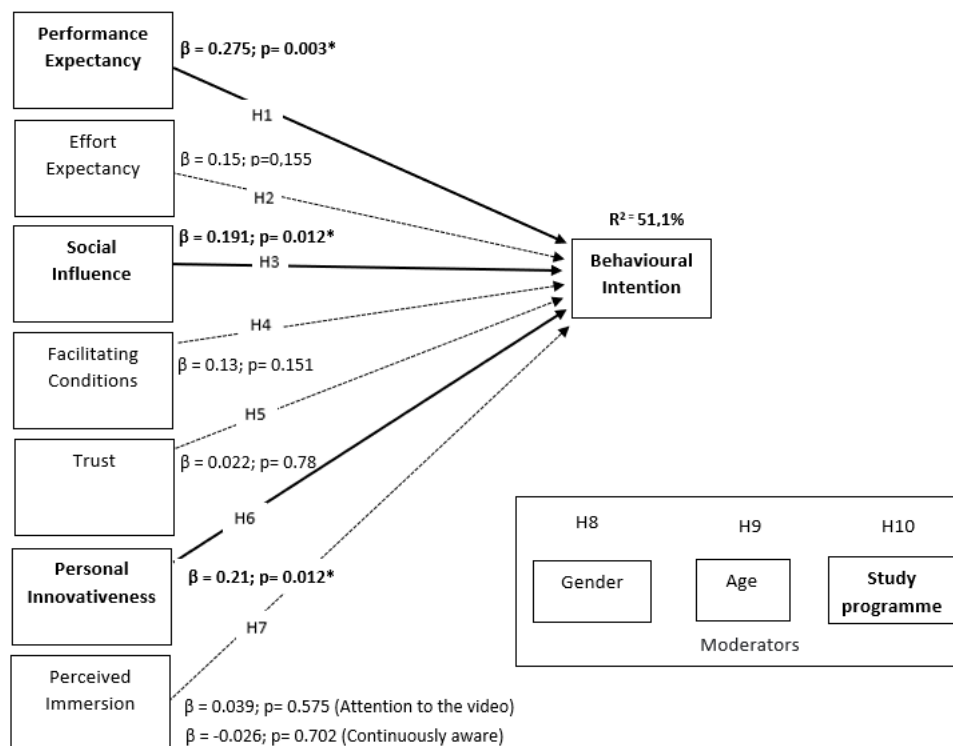 Performance
Expectancy
β = 0.275; p= 0.003*
H1
Effort
Expectancy
β = 0.15; p=0,155
H2
Social
Influence
β = 0.191; p= 0.012*
H3
R² = 51,1%
Behavioural
Intention
H4
Facilitating
Conditions
β = 0.13; p= 0.151
H5
Trust
β = 0.022; p= 0.78
H6
Personal
Innovativeness
β = 0.21; p= 0.012*
H7
Perceived
Immersion
β = 0.039; p= 0.575 (Attention to the video)
β = -0.026; p= 0.702 (Continuously aware)
H8
H9
H10
Gender
Age
Study
programme
Moderators